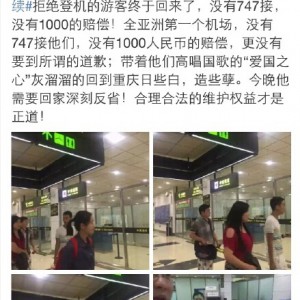 续#拒绝登机的游客终于回来了，没有747接，
没有1000的赔偿！全亚洲第一个机场，没有
747接他们，没有1000人民币的赔偿，更没有
要到所谓的道歉；带着他们高唱国歌的“爱国之
心”灰溜溜的回到重庆日些白，造些孽。今晚他
需要回家深刻反省！合理合法的维护权益才是
正道！